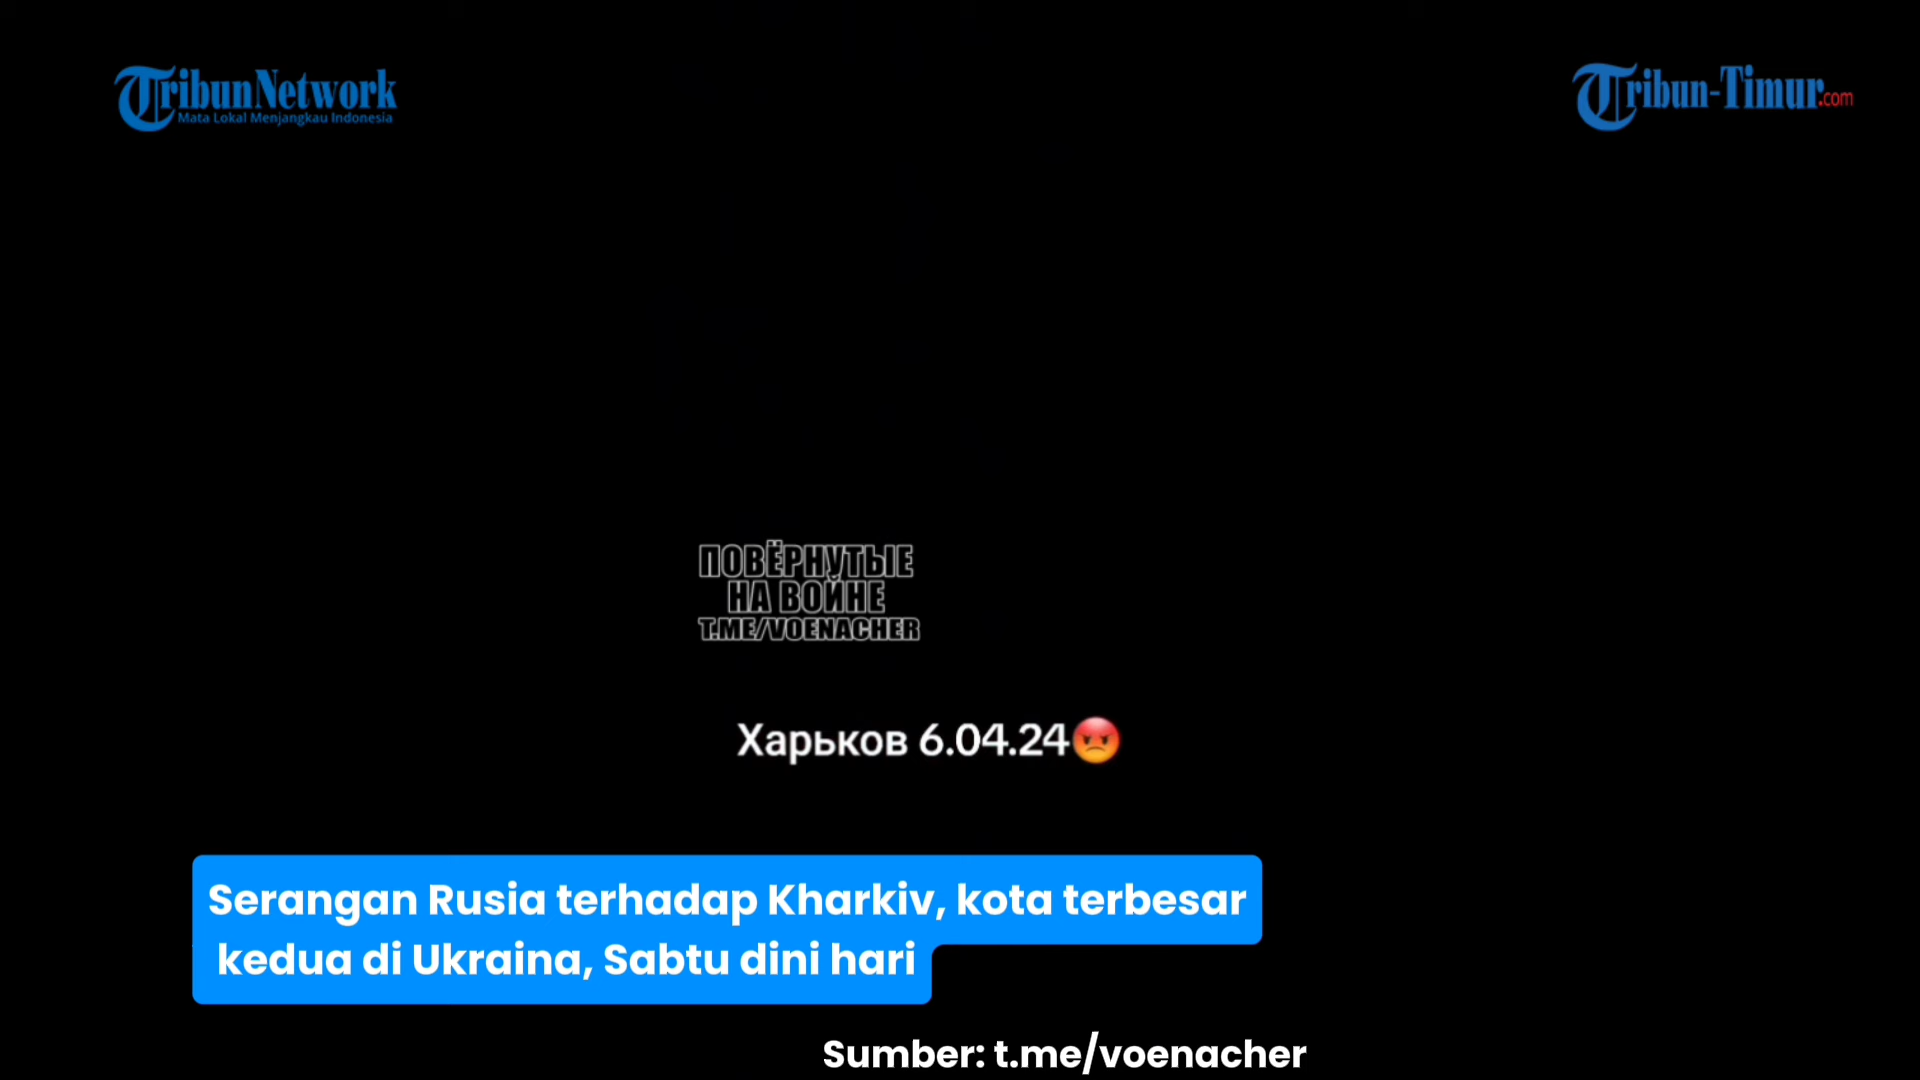 TribunNetwork
Mata Lokal Menjangkau Indonesia
Tribun-Timur.com
ПОВЁРНУТЫЕ
НА ВОЙНЕ
T.ME/VOENACHER
Харьков 6.04.24😡
Serangan Rusia terhadap Kharkiv, kota terbesar
kedua di Ukraina, Sabtu dini hari
Sumber: t.me/voenacher